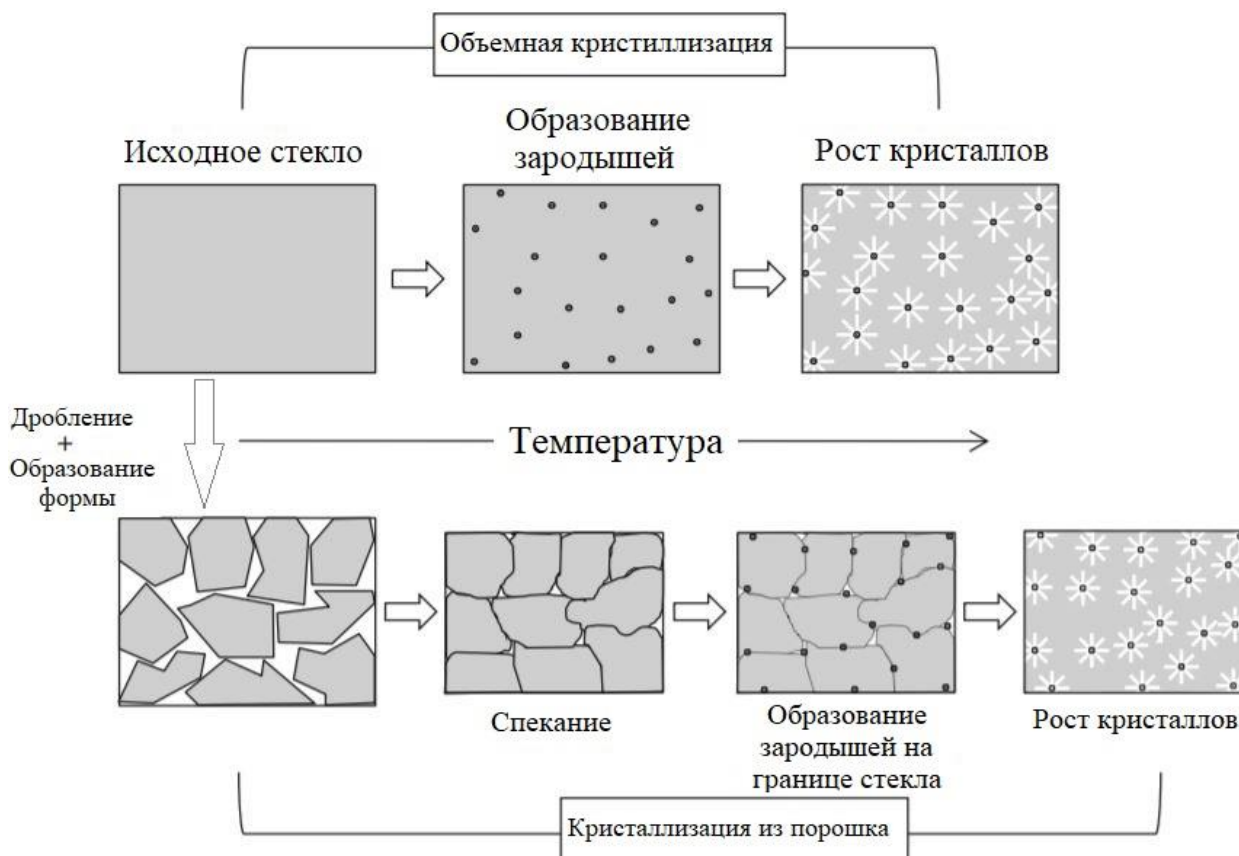 Объемная кристиллизация
Исходное стекло
Образование
зародышей
Рост кристаллов
Дробление
+
Образование
формы
Температура
Спекание
Образование
зародышей на
границе стекла
Рост кристаллов
Кристаллизация из порошка